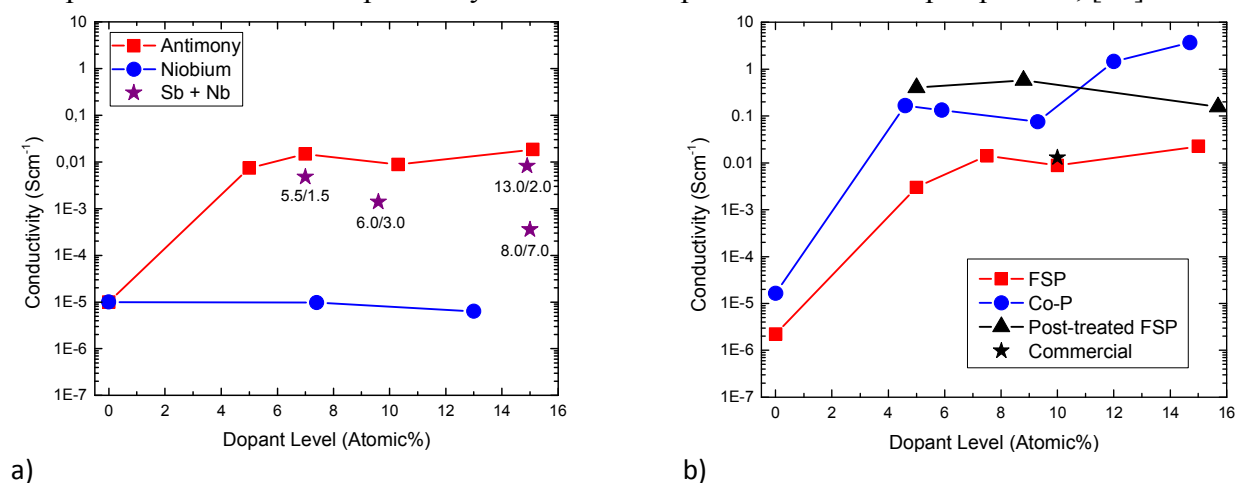 Conductivity (Scm⁻¹)
10
1
0,1
0,01
1E-3
1E-4
1E-5
1E-6
1E-7
Antimony
Niobium
Sb + Nb
5.5/1.5
6.0/3.0
13.0/2.0
8.0/7.0
0 2 4 6 8 10 12 14 16
Dopant Level (Atomic%)
a)
Conductivity (Scm⁻¹)
10
1
0.1
0.01
1E-3
1E-4
1E-5
1E-6
1E-7
FSP
Co-P
Post-treated FSP
Commercial
0 2 4 6 8 10 12 14 16
Dopant Level (Atomic%)
b)